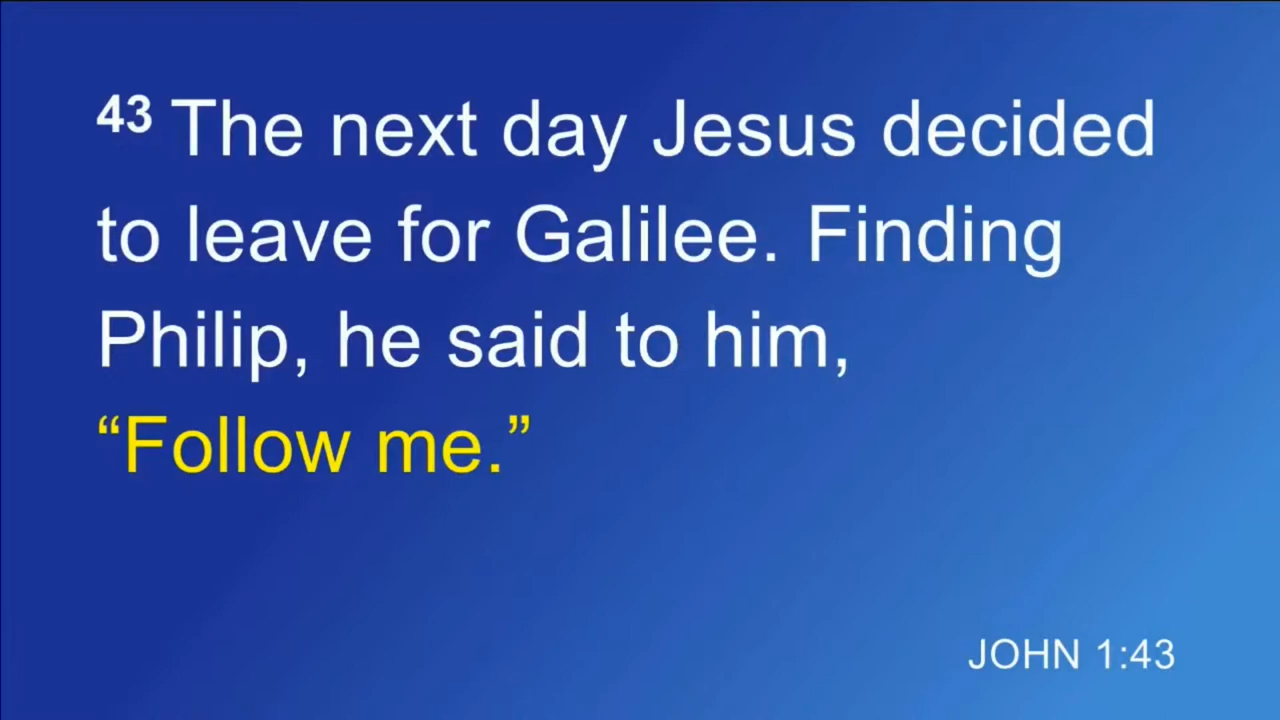 43 The next day Jesus decided
to leave for Galilee. Finding
Philip, he said to him,
“Follow me.”
JOHN 1:43